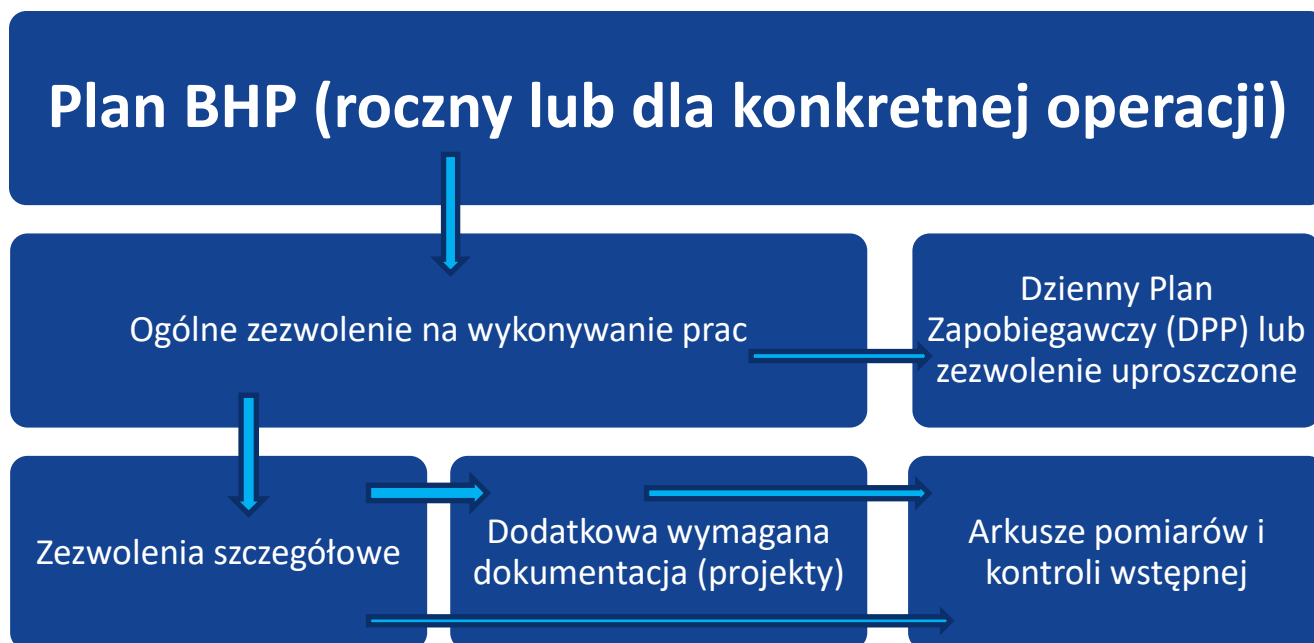 Plan BHP (roczny lub dla konkretnej operacji)
Ogólne zezwolenie na wykonywanie prac
Dzienny Plan
Zapobiegawczy (DPP) lub
zezwolenie uproszczone
Zezwolenia szczegółowe
Dodatkowa wymagana
dokumentacja (projekty)
Arkusze pomiarów i
kontroli wstępnej